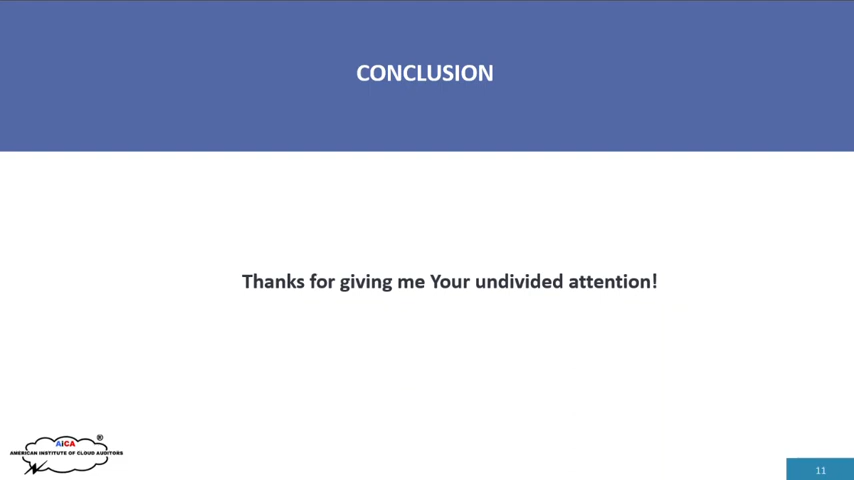 CONCLUSION
Thanks for giving me Your undivided attention!
AiCA ®
AMERICAN INSTITUTE OF CLOUD AUDITORS
11